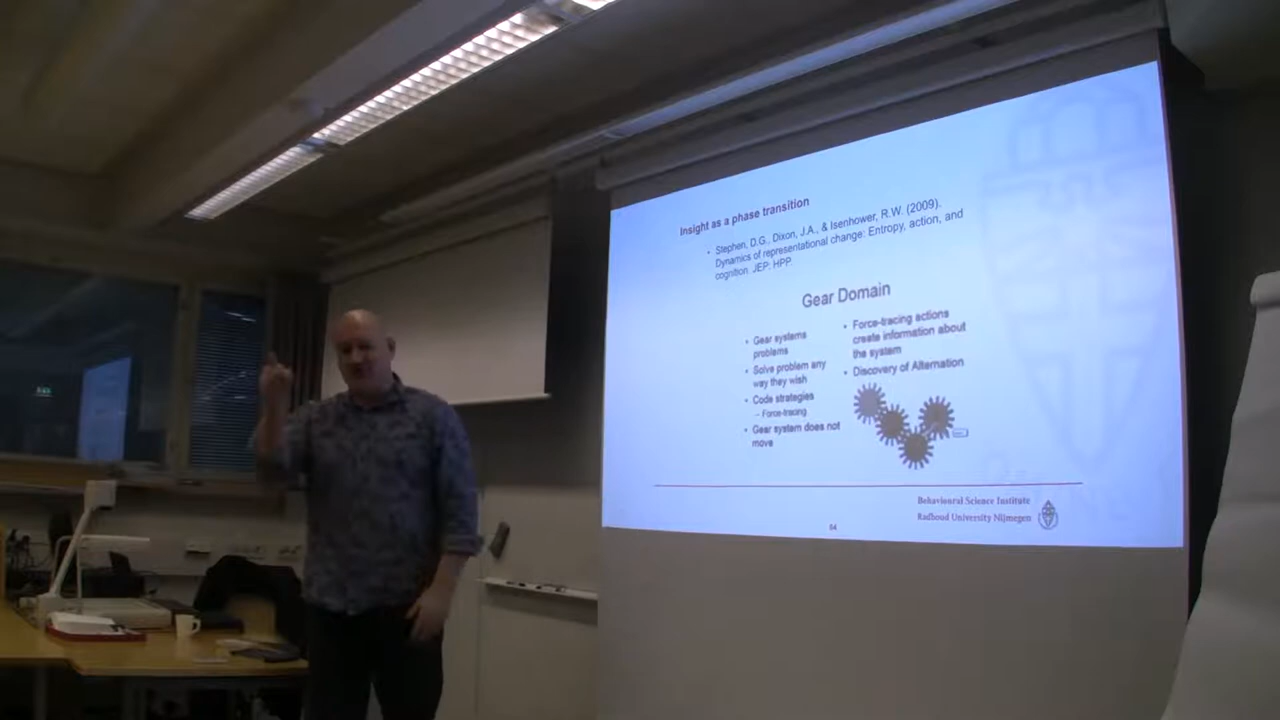 Insight as a phase transition
• Stephen, D.G., Dixon, J.A., & Isenhower, R.W. (2009).
Dynamics of representational change: Entropy, action, and
cognition. JEP: HPP.
Gear Domain
• Gear systems
problems
• Solve problem any
way they wish
• Code strategies
– Force-tracing
• Gear system does not
move
• Force-tracing actions
create information about
the system
• Discovery of Alternation
Behavioural Science Institute
Radboud University Nijmegen
64